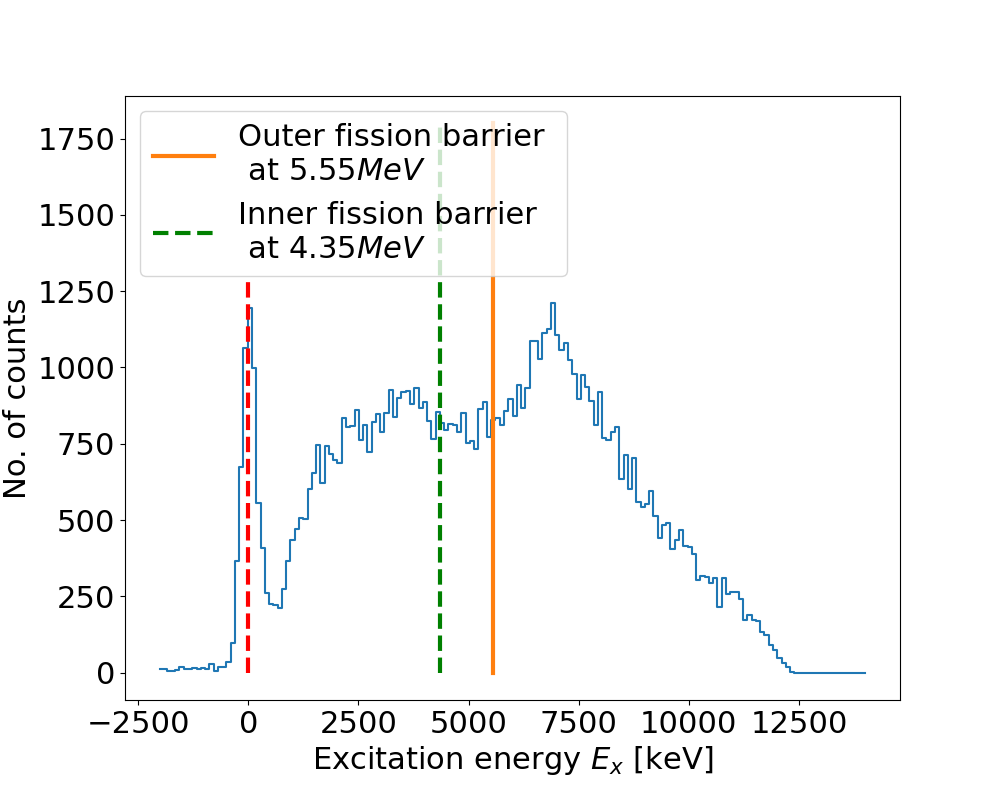 1750
1500
1250
1000
750
500
250
0
No. of counts
Outer fission barrier
at 5.55MeV
Inner fission barrier
at 4.35MeV
−2500 0 2500 5000 7500 10000 12500
Excitation energy Eₓ [keV]